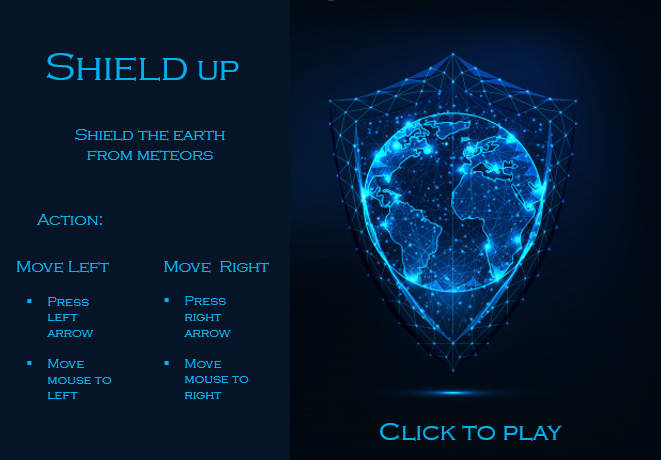 Shield up
Shield the earth
from meteors
Action:
Move Left
Move Right
▪ Press
left
arrow
▪ Move
mouse to
left
▪ Press
right
arrow
▪ Move
mouse to
right
Click to play